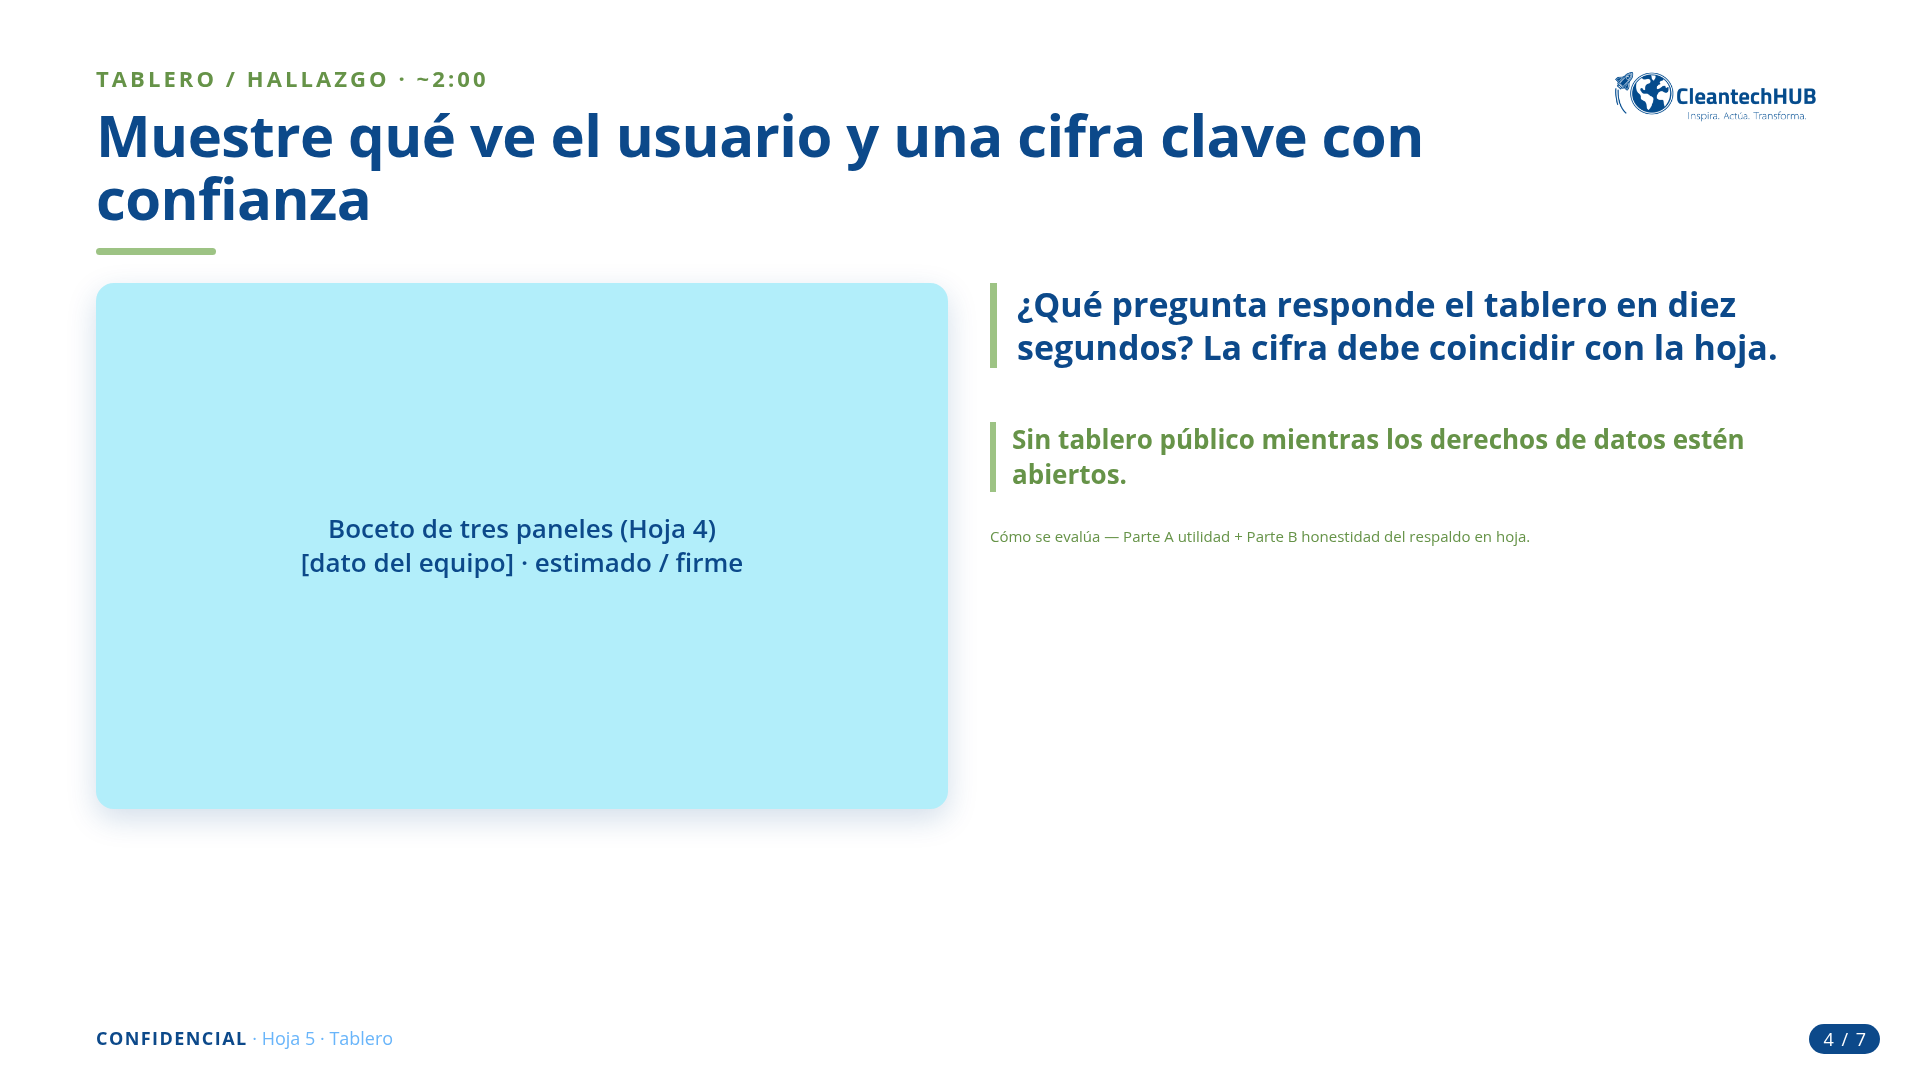 TABLERO / HALLAZGO · ~2:00
Muestre qué ve el usuario y una cifra clave con
confianza
CleantechHUB
Inspira. Actúa. Transforma.
Boceto de tres paneles (Hoja 4)
[dato del equipo] · estimado / firme
¿Qué pregunta responde el tablero en diez
segundos? La cifra debe coincidir con la hoja.
Sin tablero público mientras los derechos de datos estén
abiertos.
Cómo se evalúa — Parte A utilidad + Parte B honestidad del respaldo en hoja.
CONFIDENCIAL · Hoja 5 · Tablero
4 / 7